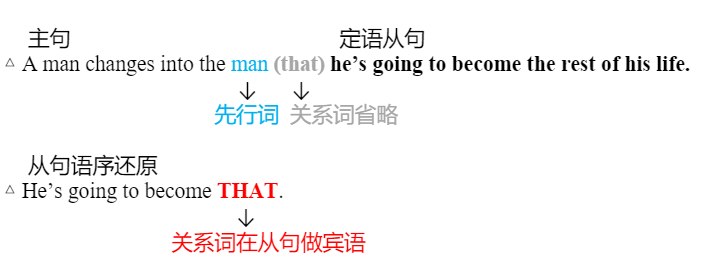 主句 定语从句
△ A man changes into the man (that) he’s going to become the rest of his life.
↓ ↓
先行词 关系词省略
从句语序还原
△ He’s going to become THAT.
↓
关系词在从句做宾语